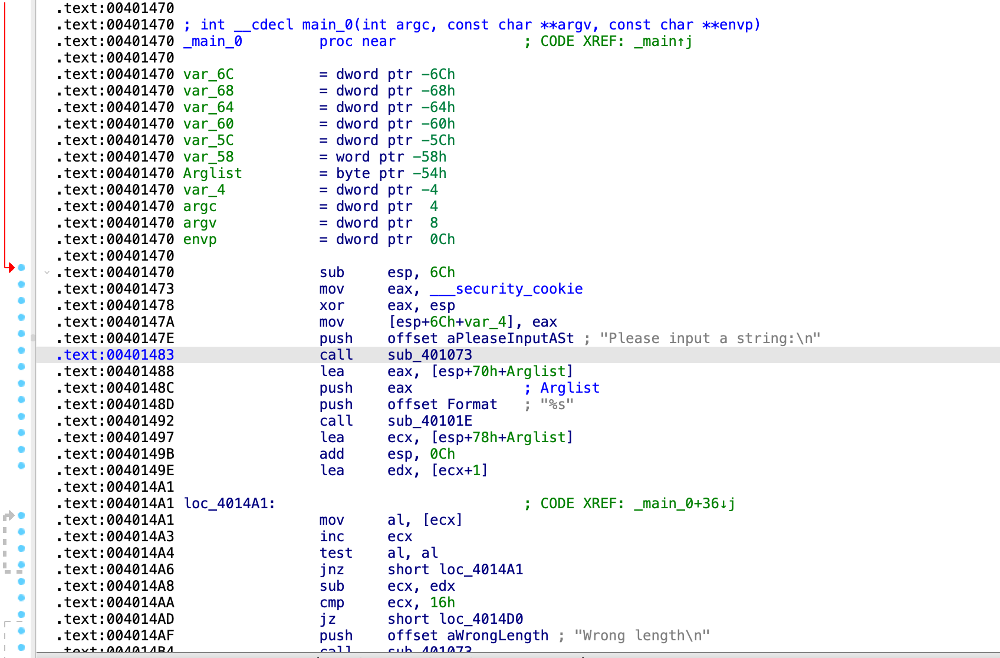 .text:00401470
.text:00401470 ; int __cdecl main_0(int argc, const char **argv, const char **envp)
.text:00401470 _main_0         proc near               ; CODE XREF: _main↑j
.text:00401470
.text:00401470 var_6C          = dword ptr -6Ch
.text:00401470 var_68          = dword ptr -68h
.text:00401470 var_64          = dword ptr -64h
.text:00401470 var_60          = dword ptr -60h
.text:00401470 var_5C          = dword ptr -5Ch
.text:00401470 var_58          = word ptr -58h
.text:00401470 Arglist         = byte ptr -54h
.text:00401470 var_4           = dword ptr -4
.text:00401470 argc            = dword ptr  4
.text:00401470 argv            = dword ptr  8
.text:00401470 envp            = dword ptr  0Ch
.text:00401470
.text:00401470                 sub     esp, 6Ch
.text:00401473                 mov     eax, ___security_cookie
.text:00401478                 xor     eax, esp
.text:0040147A                 mov     [esp+6Ch+var_4], eax
.text:0040147E                 push    offset aPleaseInputASt ; "Please input a string:\n"
.text:00401483                 call    sub_401073
.text:00401488                 lea     eax, [esp+70h+Arglist]
.text:0040148C                 push    eax             ; Arglist
.text:0040148D                 push    offset Format   ; "%s"
.text:00401492                 call    sub_40101E
.text:00401497                 lea     ecx, [esp+78h+Arglist]
.text:0040149B                 add     esp, 0Ch
.text:0040149E                 lea     edx, [ecx+1]
.text:004014A1
.text:004014A1 loc_4014A1:                             ; CODE XREF: _main_0+36↓j
.text:004014A1                 mov     al, [ecx]
.text:004014A3                 inc     ecx
.text:004014A4                 test    al, al
.text:004014A6                 jnz     short loc_4014A1
.text:004014A8                 sub     ecx, edx
.text:004014AA                 cmp     ecx, 16h
.text:004014AD                 jz      short loc_4014D0
.text:004014AF                 push    offset aWrongLength ; "Wrong length\n"
.text:004014B4                 call    sub_401073